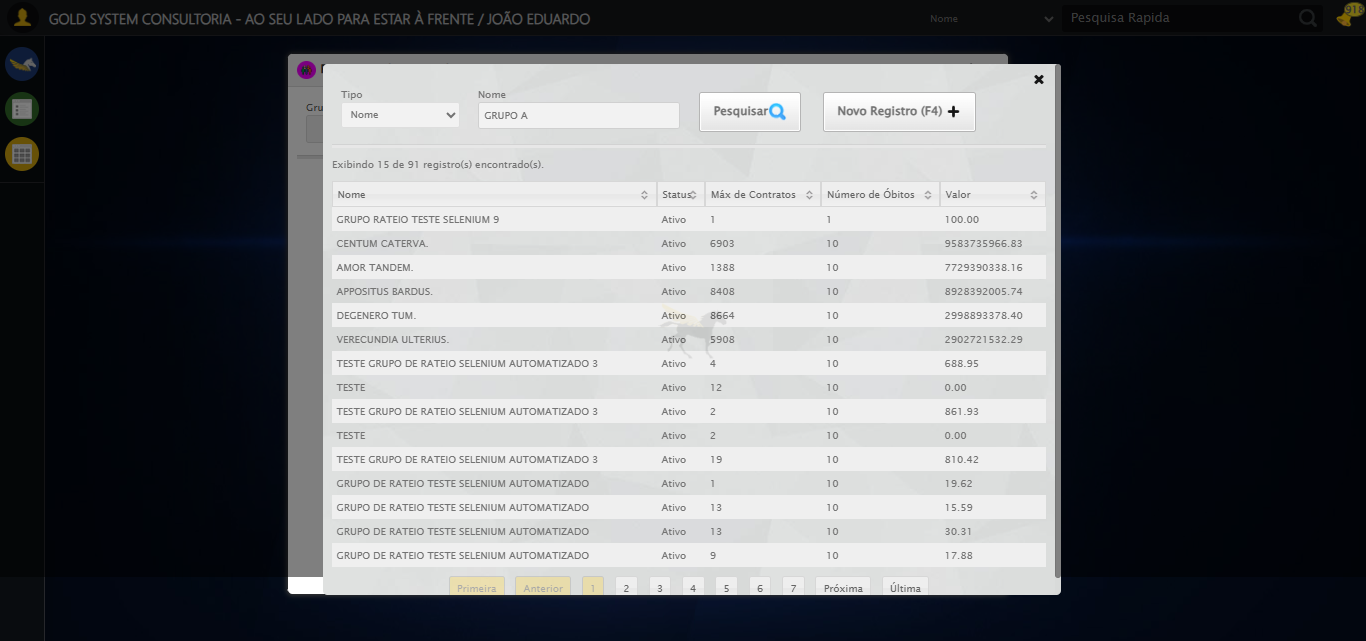 GOLD SYSTEM CONSULTORIA - AO SEU LADO PARA ESTAR À FRENTE / JOÃO EDUARDO
Nome
Pesquisa Rapida
918
Gru
Tipo
Nome
Nome
GRUPO A
Pesquisar
Novo Registro (F4)
Exibindo 15 de 91 registro(s) encontrado(s).
Nome Status Máx de Contratos Número de Óbitos Valor
GRUPO RATEIO TESTE SELENIUM 9 Ativo 1 1 100.00
CENTUM CATERVA. Ativo 6903 10 9583735966.83
AMOR TANDEM. Ativo 1388 10 7729390338.16
APPOSITUS BARDUS. Ativo 8408 10 8928392005.74
DEGENERO TUM. Ativo 8664 10 2998893378.40
VERECUNDIA ULTERIUS. Ativo 5908 10 2902721532.29
TESTE GRUPO DE RATEIO SELENIUM AUTOMATIZADO 3 Ativo 4 10 688.95
TESTE Ativo 12 10 0.00
TESTE GRUPO DE RATEIO SELENIUM AUTOMATIZADO 3 Ativo 2 10 861.93
TESTE Ativo 2 10 0.00
TESTE GRUPO DE RATEIO SELENIUM AUTOMATIZADO 3 Ativo 19 10 810.42
GRUPO DE RATEIO TESTE SELENIUM AUTOMATIZADO Ativo 1 10 19.62
GRUPO DE RATEIO TESTE SELENIUM AUTOMATIZADO Ativo 13 10 15.59
GRUPO DE RATEIO TESTE SELENIUM AUTOMATIZADO Ativo 13 10 30.31
GRUPO DE RATEIO TESTE SELENIUM AUTOMATIZADO Ativo 9 10 17.88
Primeira Anterior 1 2 3 4 5 6 7 Próxima Última